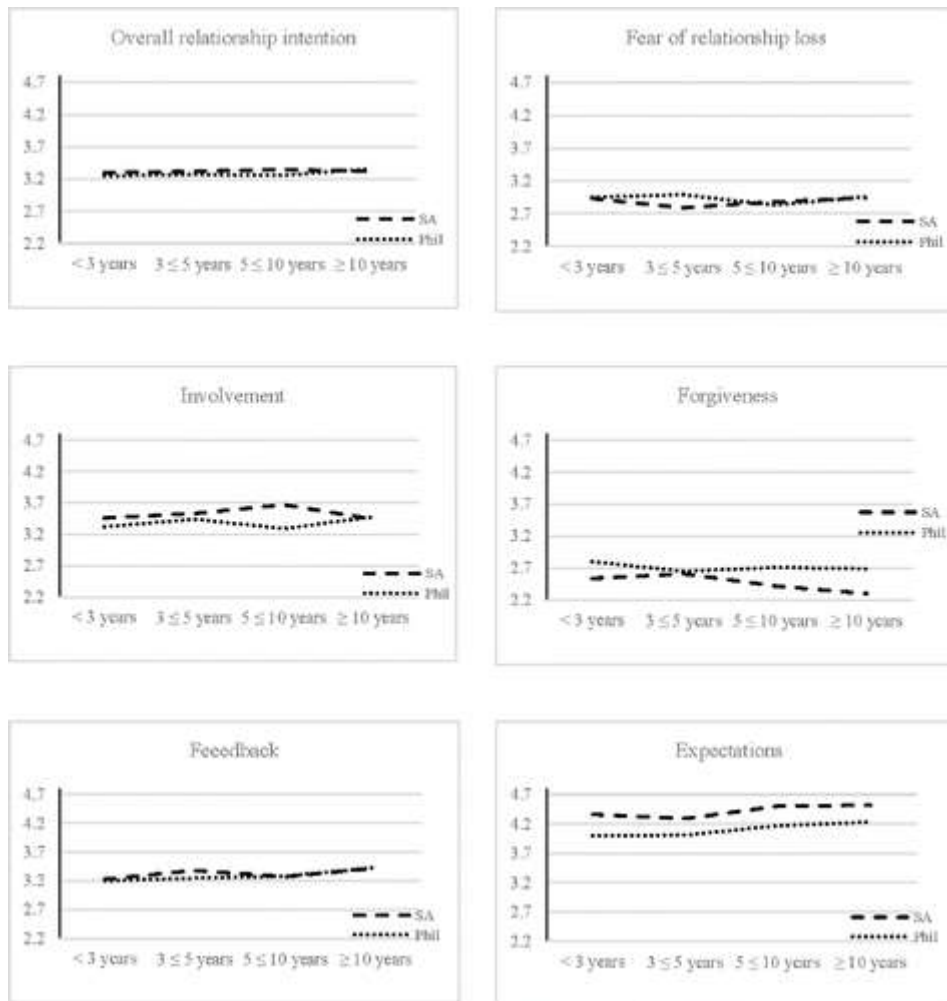 Overall relationship intention
4.7
4.2
3.7
3.2
2.7
2.2
SA
Phil
< 3 years 3 ≤ 5 years 5 ≤ 10 years ≥ 10 years
Fear of relationship loss
4.7
4.2
3.7
3.2
2.7
2.2
SA
Phil
< 3 years 3 ≤ 5 years 5 ≤ 10 years ≥ 10 years
Involvement
4.7
4.2
3.7
3.2
2.7
2.2
SA
Phil
< 3 years 3 ≤ 5 years 5 ≤ 10 years ≥ 10 years
Forgiveness
4.7
4.2
3.7
3.2
2.7
2.2
SA
Phil
< 3 years 3 ≤ 5 years 5 ≤ 10 years ≥ 10 years
Feeedback
4.7
4.2
3.7
3.2
2.7
2.2
SA
Phil
< 3 years 3 ≤ 5 years 5 ≤ 10 years ≥ 10 years
Expectations
4.7
4.2
3.7
3.2
2.7
2.2
SA
Phil
< 3 years 3 ≤ 5 years 5 ≤ 10 years ≥ 10 years